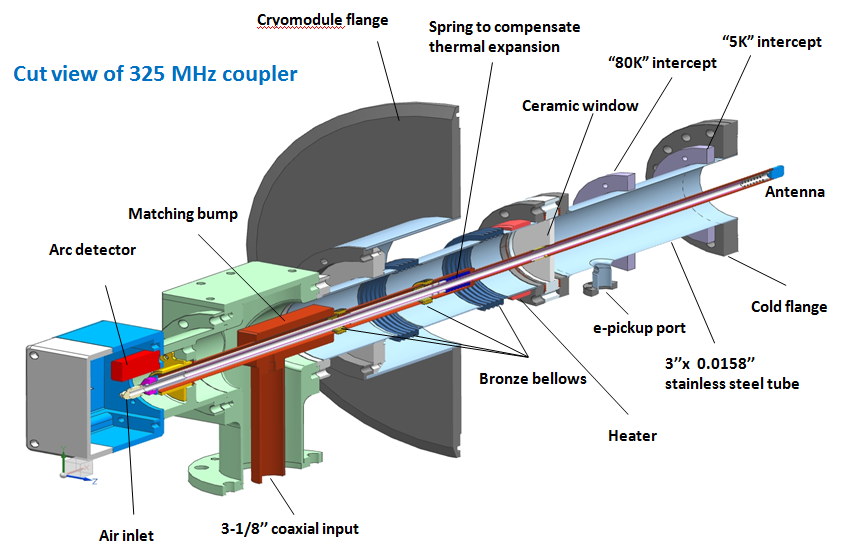 Cryomodule flange
Spring to compensate
thermal expansion
"5K" intercept
"80K" intercept
Cut view of 325 MHz coupler
Ceramic window
Antenna
Matching bump
Arc detector
Cold flange
e-pickup port
3’’x 0.0158’’
stainless steel tube
Bronze bellows
Heater
Air inlet
3-1/8’’ coaxial input
Y
Z